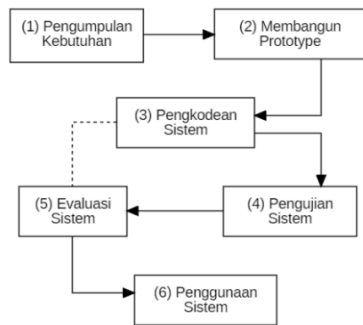 (1) Pengumpulan
Kebutuhan
(2) Membangun
Prototype
(3) Pengkodean
Sistem
(5) Evaluasi
Sistem
(4) Pengujian
Sistem
(6) Penggunaan
Sistem